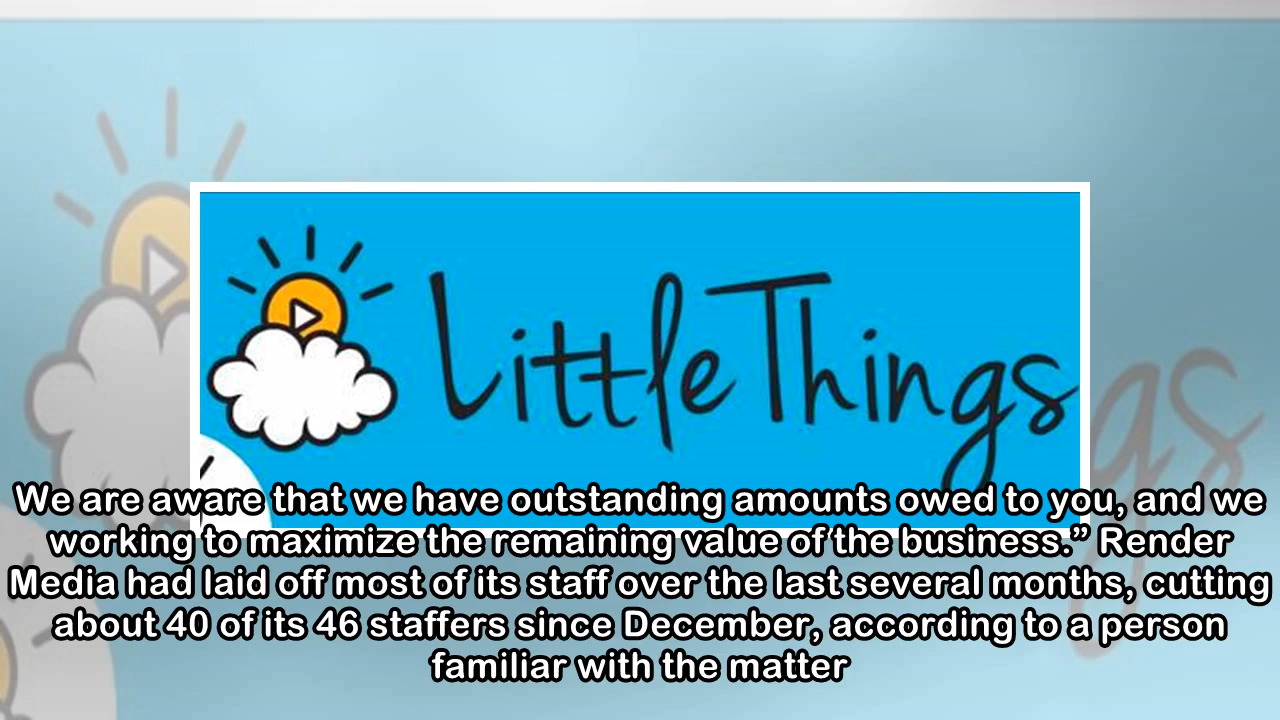 LittleThings
gs
We are aware that we have outstanding amounts owed to you, and we
working to maximize the remaining value of the business.” Render
Media had laid off most of its staff over the last several months, cutting
about 40 of its 46 staffers since December, according to a person
familiar with the matter